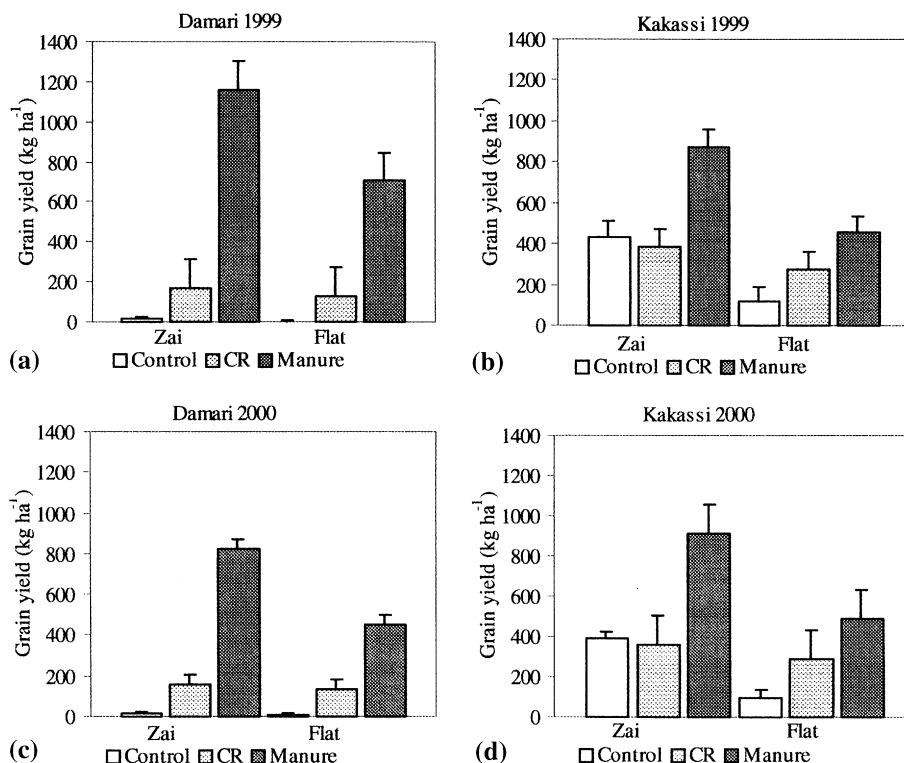 Damari 1999
Grain yield (kg ha⁻¹)
1400
1200
1000
800
600
400
200
0
Zai Flat
(a) Control CR Manure
Kakassi 1999
Grain yield (kg ha⁻¹)
1400
1200
1000
800
600
400
200
0
Zai Flat
(b) Control CR Manure
Damari 2000
Grain yield (kg ha⁻¹)
1400
1200
1000
800
600
400
200
0
Zai Flat
(c) Control CR Manure
Kakassi 2000
Grain yield (kg ha⁻¹)
1400
1200
1000
800
600
400
200
0
Zai Flat
(d) Control CR Manure